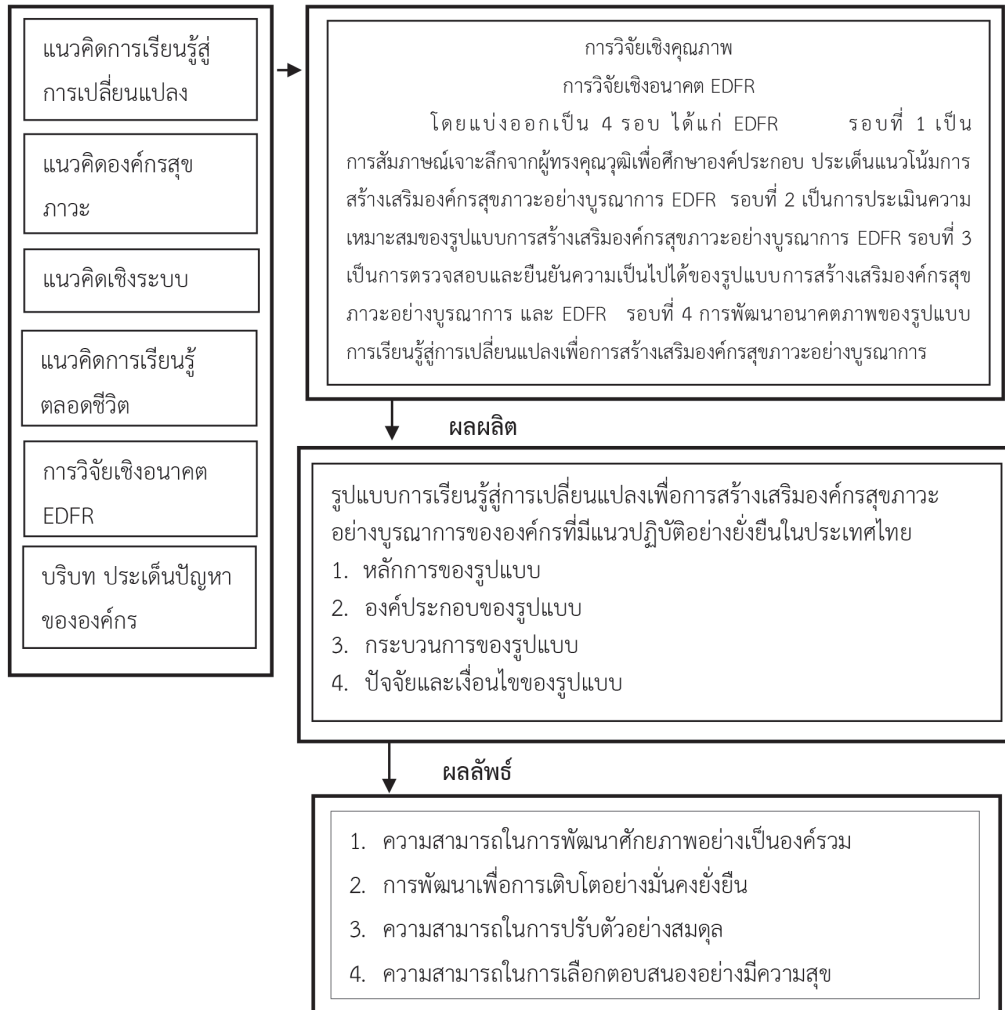 แนวคิดการเรียนรู้สู่
การเปลี่ยนแปลง
แนวคิดองค์กรสุข
ภาวะ
แนวคิดเชิงระบบ
แนวคิดการเรียนรู้
ตลอดชีวิต
การวิจัยเชิงอนาคต
EDFR
บริบท ประเด็นปัญหา
ขององค์กร
การวิจัยเชิงคุณภาพ
การวิจัยเชิงอนาคต EDFR
โดยแบ่งออกเป็น 4 รอบ ได้แก่ EDFR รอบที่ 1 เป็น
การสัมภาษณ์เจาะลึกจากผู้ทรงคุณวุฒิเพื่อศึกษาองค์ประกอบ ประเด็นแนวโน้มการ
สร้างเสริมองค์กรสุขภาวะอย่างบูรณาการ EDFR รอบที่ 2 เป็นการประเมินความ
เหมาะสมของรูปแบบการสร้างเสริมองค์กรสุขภาวะอย่างบูรณาการ EDFR รอบที่ 3
เป็นการตรวจสอบและยืนยันความเป็นไปได้ของรูปแบบการสร้างเสริมองค์กรสุข
ภาวะอย่างบูรณาการ และ EDFR รอบที่ 4 การพัฒนาอนาคตภาพของรูปแบบ
การเรียนรู้สู่การเปลี่ยนแปลงเพื่อการสร้างเสริมองค์กรสุขภาวะอย่างบูรณาการ
ผลผลิต
รูปแบบการเรียนรู้สู่การเปลี่ยนแปลงเพื่อการสร้างเสริมองค์กรสุขภาวะ
อย่างบูรณาการขององค์กรที่มีแนวปฏิบัติอย่างยั่งยืนในประเทศไทย
1. หลักการของรูปแบบ
2. องค์ประกอบของรูปแบบ
3. กระบวนการของรูปแบบ
4. ปัจจัยและเงื่อนไขของรูปแบบ
ผลลัพธ์
1. ความสามารถในการพัฒนาศักยภาพอย่างเป็นองค์รวม
2. การพัฒนาเพื่อการเติบโตอย่างมั่นคงยั่งยืน
3. ความสามารถในการปรับตัวอย่างสมดุล
4. ความสามารถในการเลือกตอบสนองอย่างมีความสุข